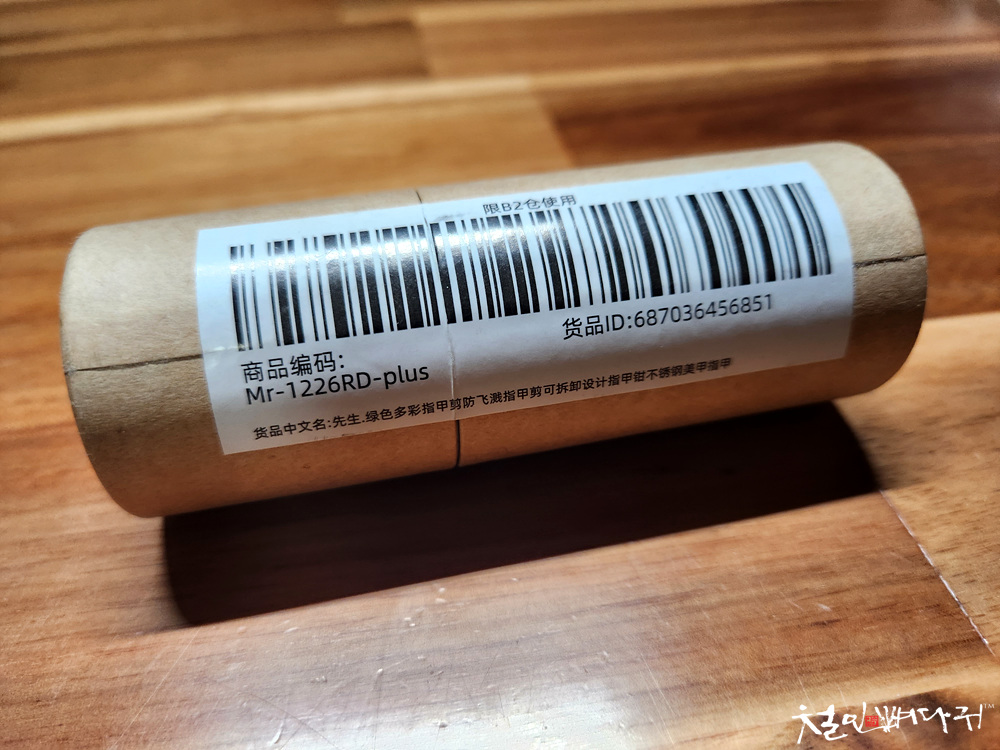 限B2仓使用
商品编码:
Mr-1226RD-plus
货品ID:687036456851
货品中文名:先生.绿色多彩指甲剪防飞溅指甲剪可拆卸设计指甲钳不锈钢美甲指甲